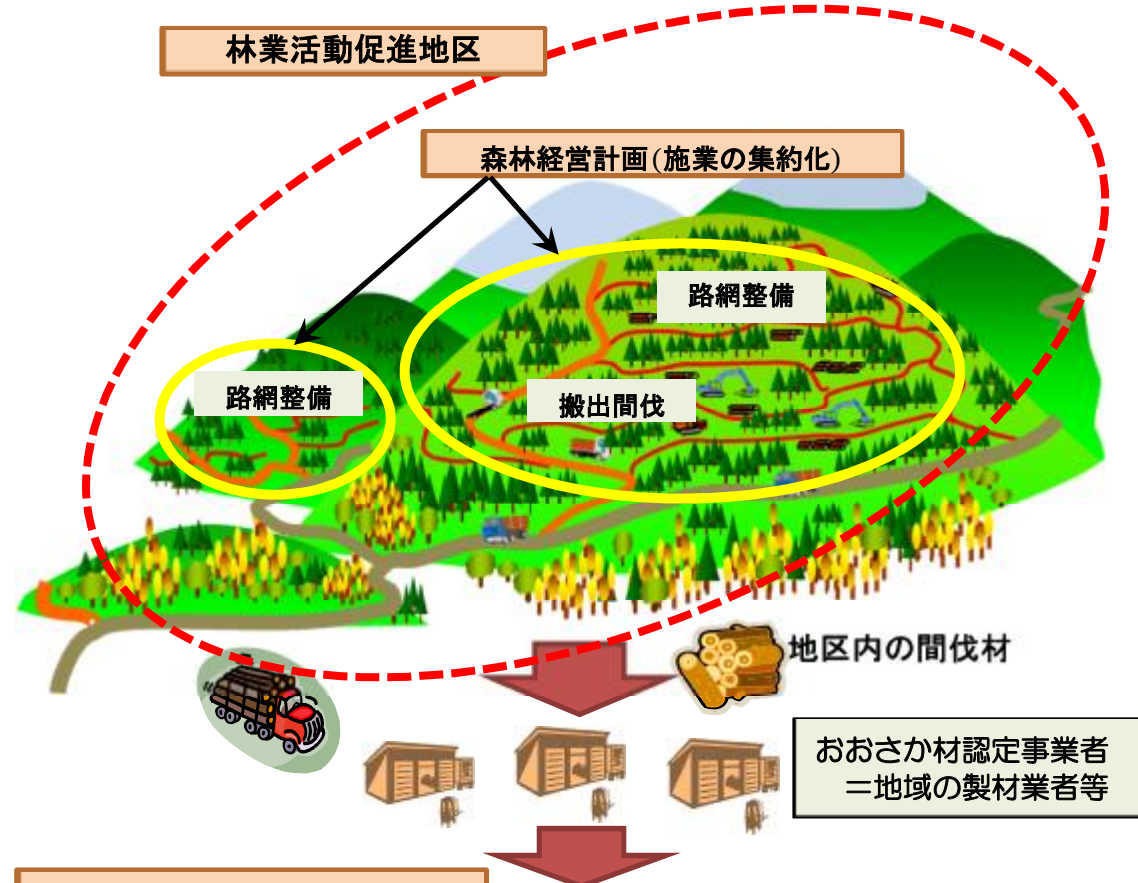 林業活動促進地区
森林経営計画(施業の集約化)
路網整備
路網整備
搬出間伐
地区内の間伐材
おおさか材認定事業者
＝地域の製材業者等